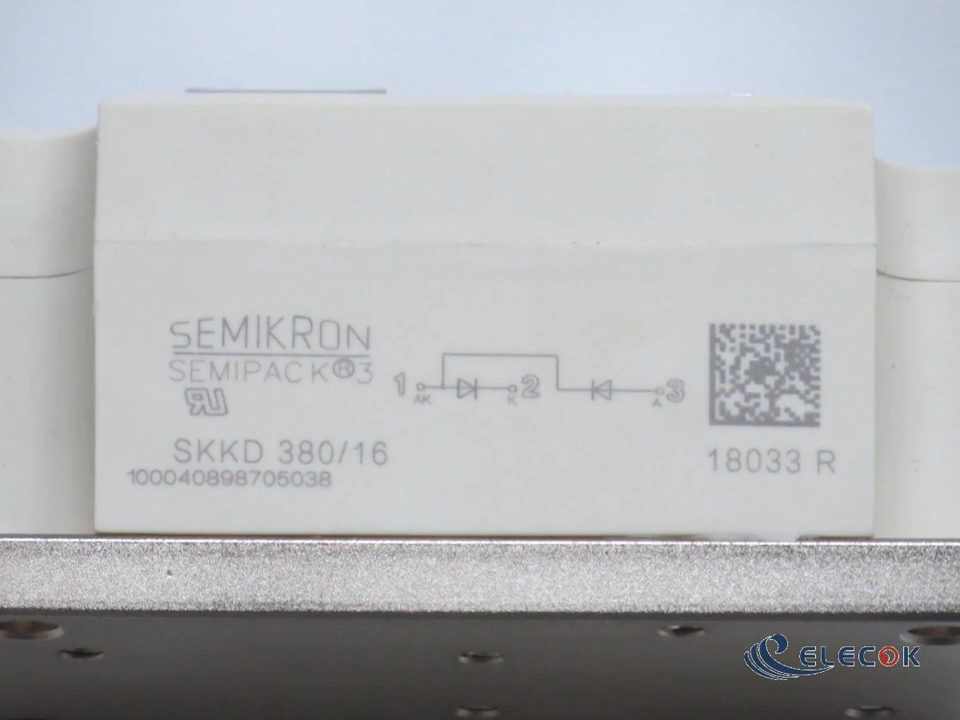 SEMIKRON
SEMIPACK®3
SKKD 380/16
100040898705038
1 AK 2 K 3 A
18033 R
ELECOK